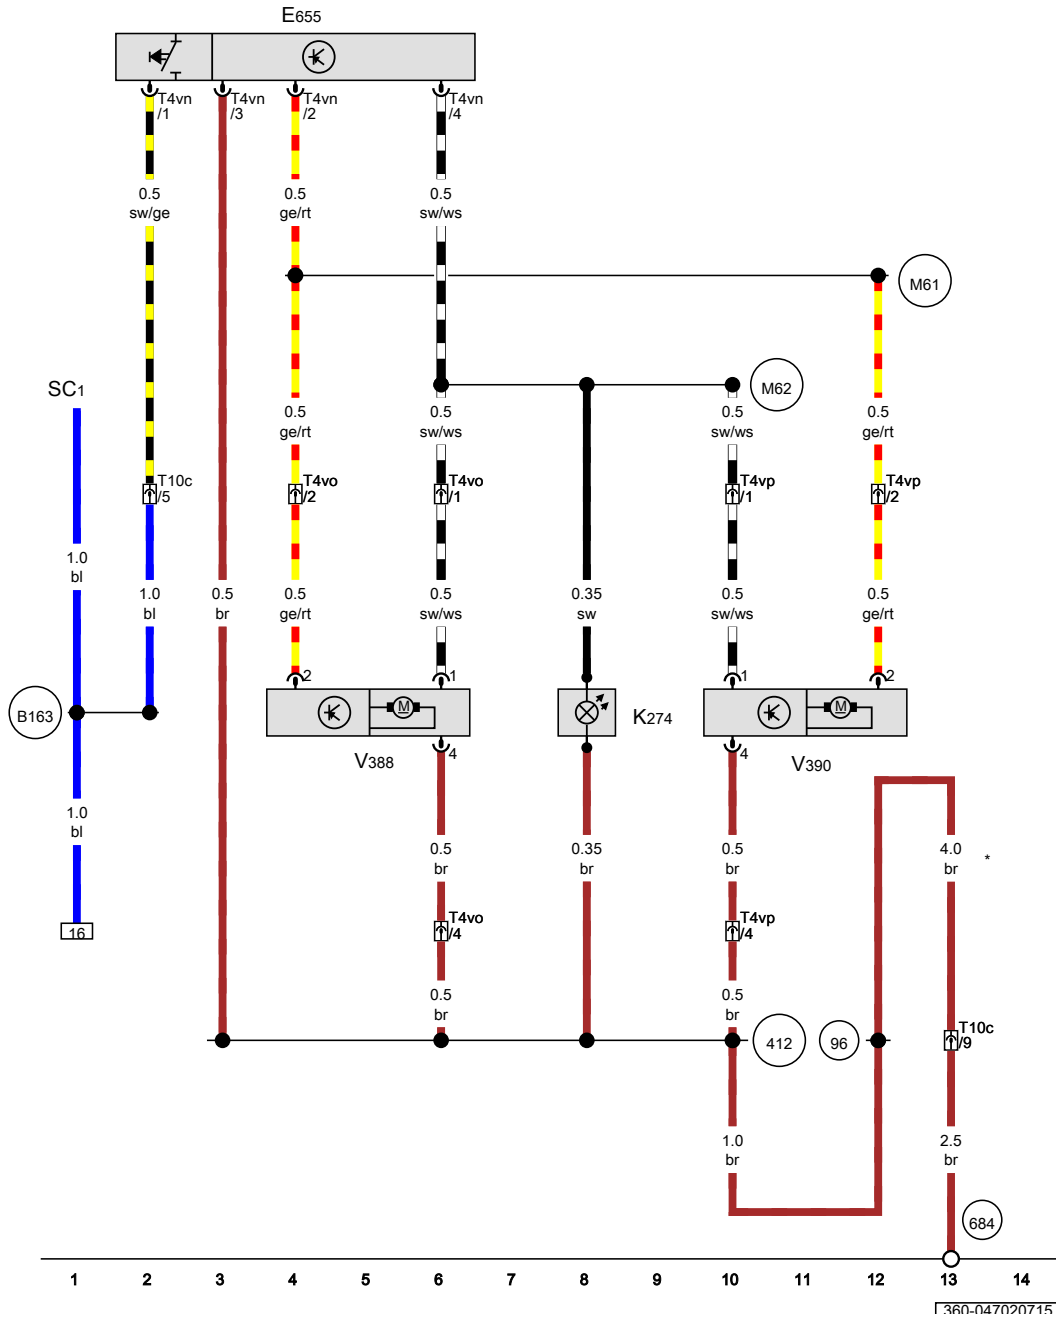 E655
T4vn
/1
T4vn
/3
T4vn
/2
T4vn
/4
0.5
sw/ge
0.5
ge/rt
0.5
sw/ws
M61
SC1
M62
0.5
ge/rt
0.5
sw/ws
0.5
sw/ws
0.5
ge/rt
T10c
/5
T4vo
/2
T4vo
/1
T4vp
/1
T4vp
/2
1.0
bl
1.0
bl
0.5
br
0.5
ge/rt
0.5
sw/ws
0.35
sw
0.5
sw/ws
0.5
ge/rt
2
1
1
2
B163
M
K274
M
V388
4
4
V390
1.0
bl
0.5
br
0.35
br
0.5
br
4.0
br
*
16
T4vo
/4
T4vp
/4
0.5
br
0.5
br
412
96
T10c
/9
1.0
br
2.5
br
684
1 2 3 4 5 6 7 8 9 10 11 12 13 14
360-047020715